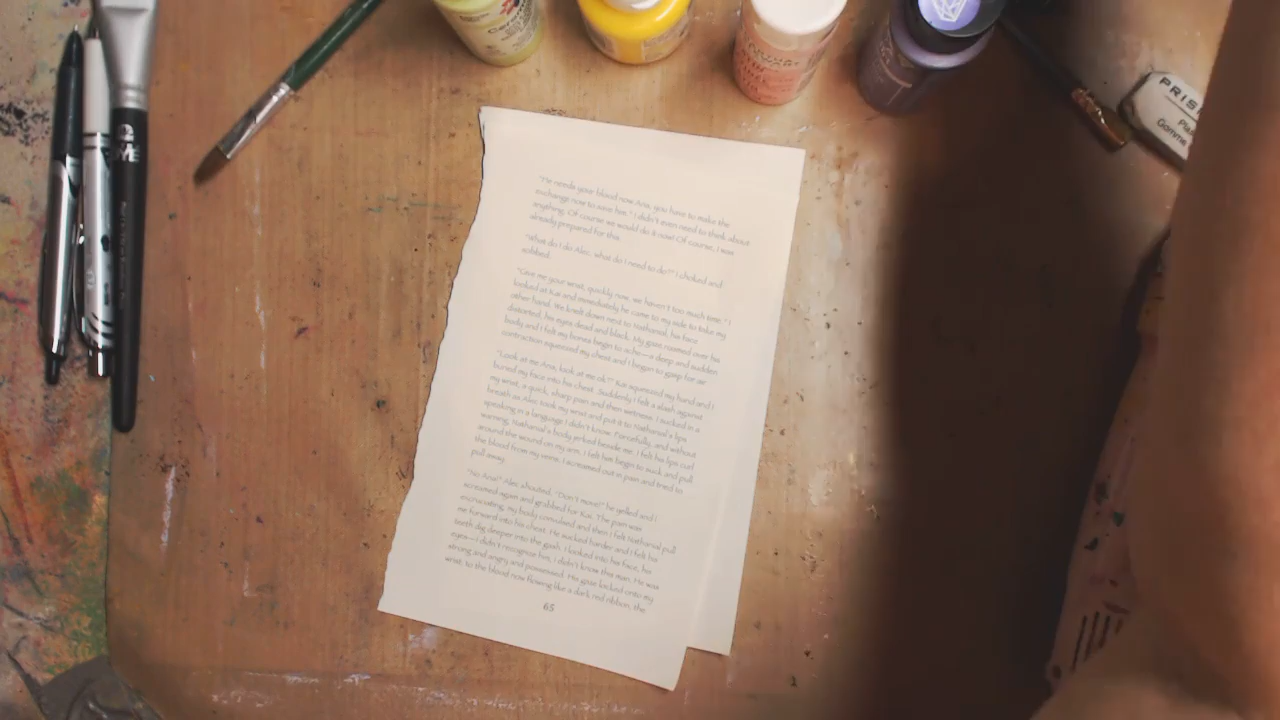 Cera
PRIS
Pla
Gomme
"He needs your blood now Ana, you have to make the
exchange now to save him." I didn't even need to think about
anything. Of course we would do it now! Of course, I was
already prepared for this.
"What do I do Alec, what do I need to do?" I choked and
sobbed.
"Give me your wrist, quickly now, we haven't too much time." I
looked at Kai and immediately he came to my side to take my
other hand. We knelt down next to Nathanial, his face
distorted, his eyes dead and black. My gaze roamed over his
body and I felt my bones begin to ache—a deep and sudden
contraction squeezed my chest and I began to gasp for air
"Look at me Ana, look at me ok?" Kai squeezed my hand and I
buried my face into his chest. Suddenly I felt a slash against
my wrist, a quick, sharp pain and then wetness. I sucked in a
breath as Alec took my wrist and put it to Nathanial's lips
speaking in a language I didn't know. Forcefully, and without
warning, Nathanial's body jerked beside me. I felt his lips curl
around the wound on my arm. I felt him begin to suck and pull
the blood from my veins. I screamed out in pain and tried to
pull away.
"No Ana!" Alec shouted. "Don't move!" he yelled and I
screamed again and grabbed for Kai. The pain was
excruciating, my body convulsed and then I felt Nathanial pull
me forward into his chest. He sucked harder and I felt his
teeth dig deeper into the gash. I looked into his face, his
eyes—I didn't recognise him, I didn't know this man. He was
strong and angry and possessed. His gaze locked onto my
wrist, to the blood now flowing like a dark red ribbon, the
65